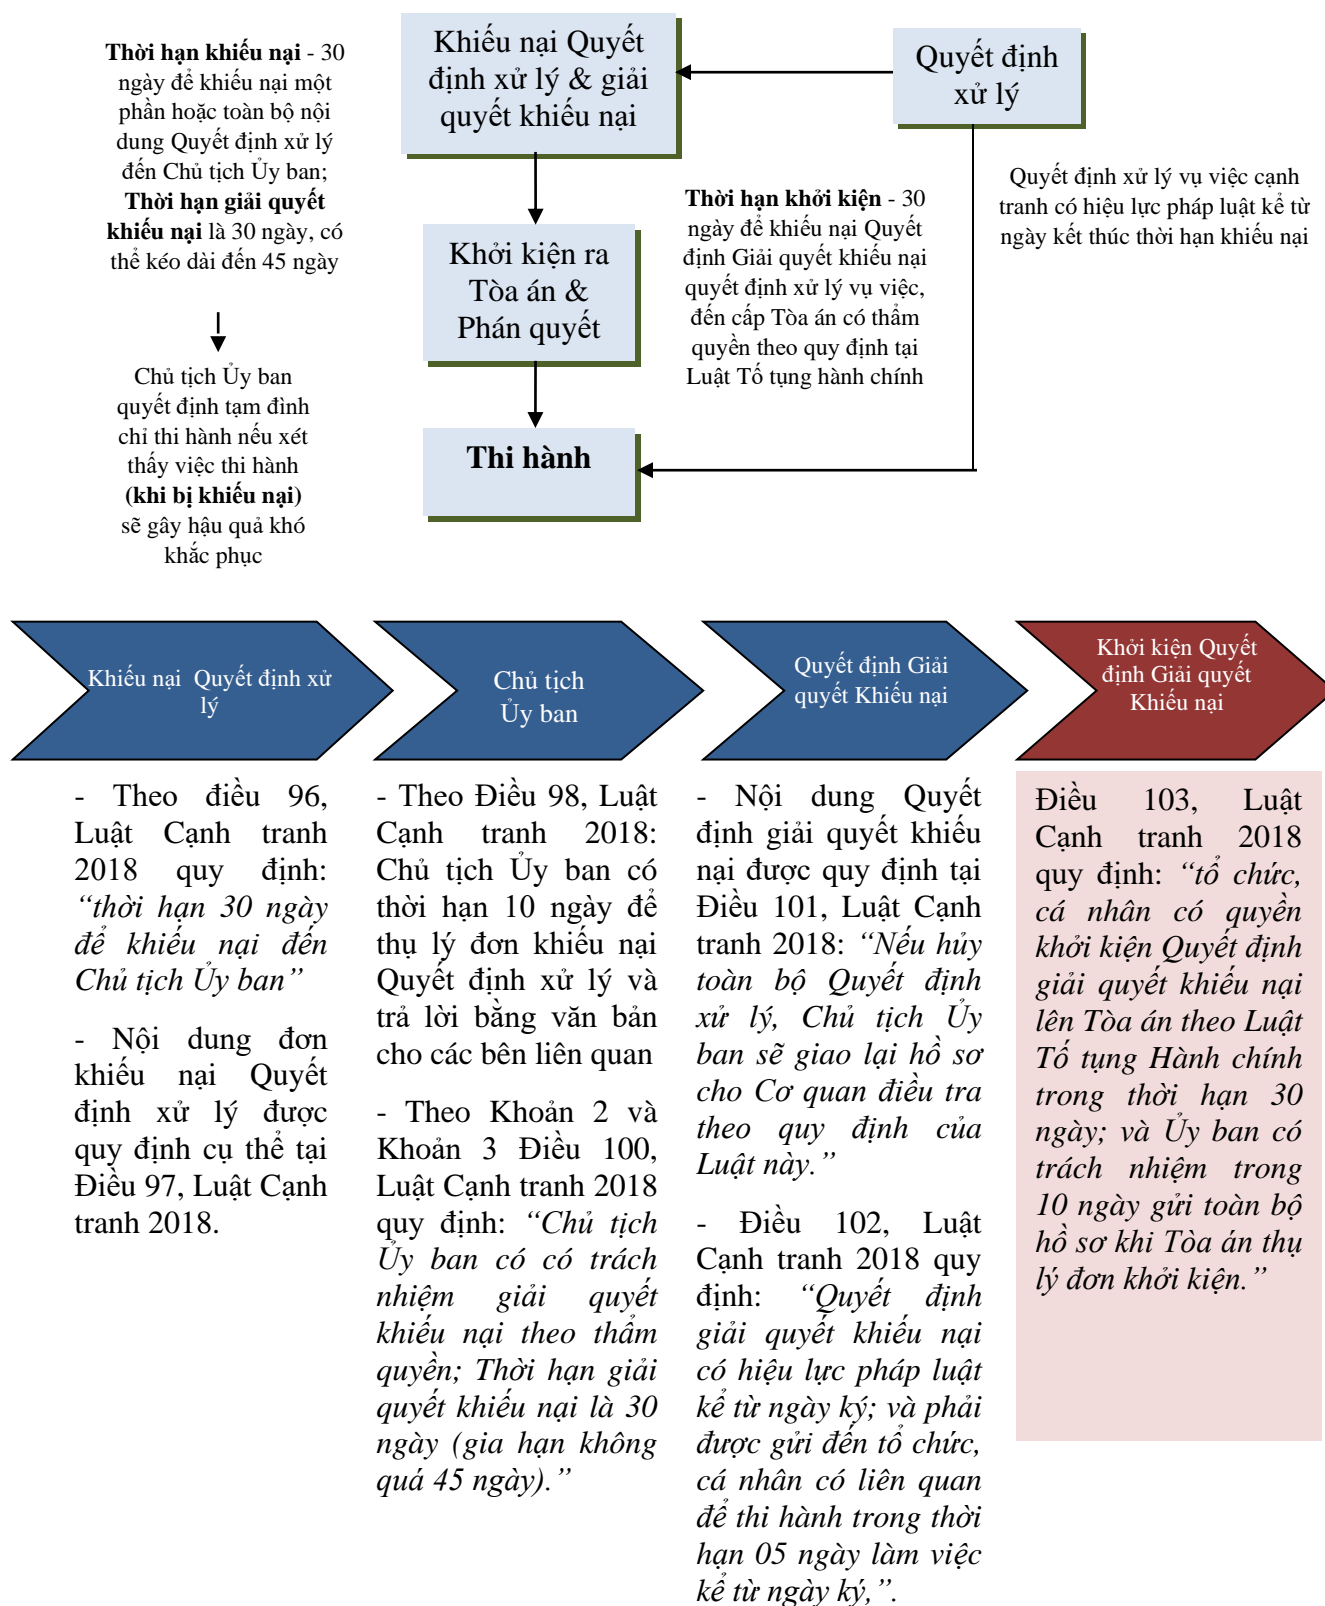 Thời hạn khiếu nại - 30
ngày để khiếu nại một
phần hoặc toàn bộ nội
dung Quyết định xử lý
đến Chủ tịch Ủy ban;
Thời hạn giải quyết
khiếu nại là 30 ngày, có
thể kéo dài đến 45 ngày
Chủ tịch Ủy ban
quyết định tạm đình
chỉ thi hành nếu xét
thấy việc thi hành
(khi bị khiếu nại)
sẽ gây hậu quả khó
khắc phục
Khiếu nại Quyết
định xử lý & giải
quyết khiếu nại
Khởi kiện ra
Tòa án &
Phán quyết
Thi hành
Thời hạn khởi kiện - 30
ngày để khiếu nại Quyết
định Giải quyết khiếu nại
quyết định xử lý vụ việc,
đến cấp Tòa án có thẩm
quyền theo quy định tại
Luật Tố tụng hành chính
Quyết định
xử lý
Quyết định xử lý vụ việc cạnh
tranh có hiệu lực pháp luật kể từ
ngày kết thúc thời hạn khiếu nại
Khiếu nại Quyết định xử
lý
Chủ tịch
Ủy ban
Quyết định Giải
quyết Khiếu nại
Khởi kiện Quyết
định Giải quyết
Khiếu nại
- Theo điều 96,
Luật Cạnh tranh
2018 quy định:
“thời hạn 30 ngày
để khiếu nại đến
Chủ tịch Ủy ban”
- Nội dung đơn
khiếu nại Quyết
định xử lý được
quy định cụ thể tại
Điều 97, Luật Cạnh
tranh 2018.
- Theo Điều 98, Luật
Cạnh tranh 2018:
Chủ tịch Ủy ban có
thời hạn 10 ngày để
thụ lý đơn khiếu nại
Quyết định xử lý và
trả lời bằng văn bản
cho các bên liên quan
- Theo Khoản 2 và
Khoản 3 Điều 100,
Luật Cạnh tranh 2018
quy định: “Chủ tịch
Ủy ban có có trách
nhiệm giải quyết
khiếu nại theo thẩm
quyền; Thời hạn giải
quyết khiếu nại là 30
ngày (gia hạn không
quá 45 ngày).”
- Nội dung Quyết
định giải quyết khiếu
nại được quy định tại
Điều 101, Luật Cạnh
tranh 2018: “Nếu hủy
toàn bộ Quyết định
xử lý, Chủ tịch Ủy
ban sẽ giao lại hồ sơ
cho Cơ quan điều tra
theo quy định của
Luật này.”
- Điều 102, Luật
Cạnh tranh 2018 quy
định: “Quyết định
giải quyết khiếu nại
có hiệu lực pháp luật
kể từ ngày ký; và phải
được gửi đến tổ chức,
cá nhân có liên quan
để thi hành trong thời
hạn 05 ngày làm việc
kể từ ngày ký,”.
Điều 103, Luật
Cạnh tranh 2018
quy định: “tổ chức,
cá nhân có quyền
khởi kiện Quyết định
giải quyết khiếu nại
lên Tòa án theo Luật
Tố tụng Hành chính
trong thời hạn 30
ngày; và Ủy ban có
trách nhiệm trong
10 ngày gửi toàn bộ
hồ sơ khi Tòa án thụ
lý đơn khởi kiện.”